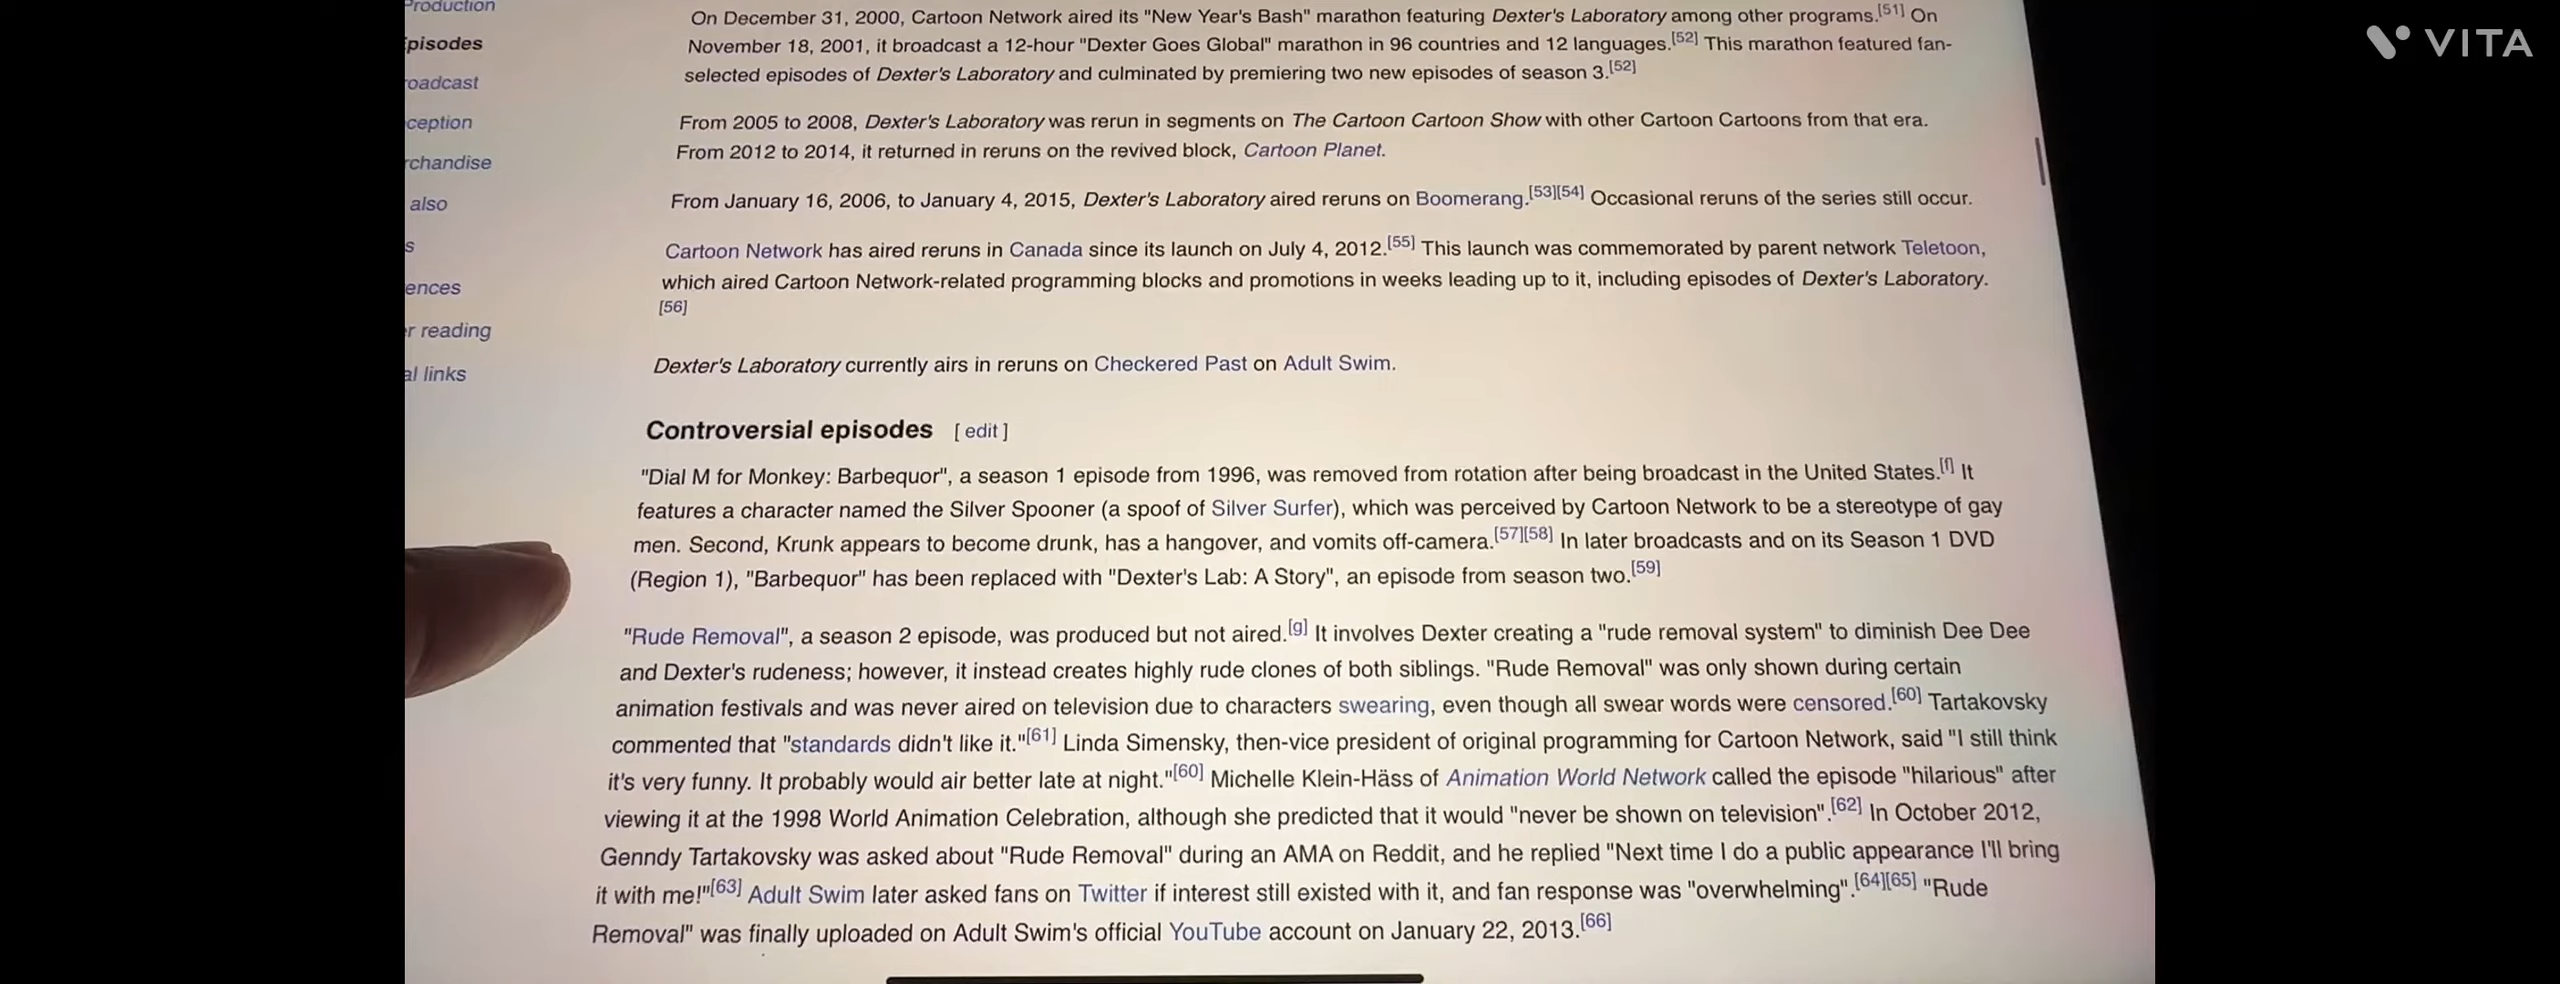 Production
VITA
On December 31, 2000, Cartoon Network aired its "New Year's Bash" marathon featuring Dexter's Laboratory among other programs.[51] On
November 18, 2001, it broadcast a 12-hour "Dexter Goes Global" marathon in 96 countries and 12 languages.[52] This marathon featured fan-
selected episodes of Dexter's Laboratory and culminated by premiering two new episodes of season 3.[52]
From 2005 to 2008, Dexter's Laboratory was rerun in segments on The Cartoon Cartoon Show with other Cartoon Cartoons from that era.
From 2012 to 2014, it returned in reruns on the revived block, Cartoon Planet.
From January 16, 2006, to January 4, 2015, Dexter's Laboratory aired reruns on Boomerang.[53][54] Occasional reruns of the series still occur.
Cartoon Network has aired reruns in Canada since its launch on July 4, 2012.[55] This launch was commemorated by parent network Teletoon,
which aired Cartoon Network-related programming blocks and promotions in weeks leading up to it, including episodes of Dexter's Laboratory.
[56]
Dexter's Laboratory currently airs in reruns on Checkered Past on Adult Swim.
Controversial episodes [ edit ]
"Dial M for Monkey: Barbequor", a season 1 episode from 1996, was removed from rotation after being broadcast in the United States.[f] It
features a character named the Silver Spooner (a spoof of Silver Surfer), which was perceived by Cartoon Network to be a stereotype of gay
men. Second, Krunk appears to become drunk, has a hangover, and vomits off-camera.[57][58] In later broadcasts and on its Season 1 DVD
(Region 1), "Barbequor" has been replaced with "Dexter's Lab: A Story", an episode from season two.[59]
"Rude Removal", a season 2 episode, was produced but not aired.[g] It involves Dexter creating a "rude removal system" to diminish Dee Dee
and Dexter's rudeness; however, it instead creates highly rude clones of both siblings. "Rude Removal" was only shown during certain
animation festivals and was never aired on television due to characters swearing, even though all swear words were censored.[60] Tartakovsky
commented that "standards didn't like it."[61] Linda Simensky, then-vice president of original programming for Cartoon Network, said "I still think
it's very funny. It probably would air better late at night."[60] Michelle Klein-Häss of Animation World Network called the episode "hilarious" after
viewing it at the 1998 World Animation Celebration, although she predicted that it would "never be shown on television".[62] In October 2012,
Genndy Tartakovsky was asked about "Rude Removal" during an AMA on Reddit, and he replied "Next time I do a public appearance I'll bring
it with me!"[63] Adult Swim later asked fans on Twitter if interest still existed with it, and fan response was "overwhelming".[64][65] "Rude
Removal" was finally uploaded on Adult Swim's official YouTube account on January 22, 2013.[66]
pisodes
oadcast
ception
rchandise
also
s
ences
r reading
al links